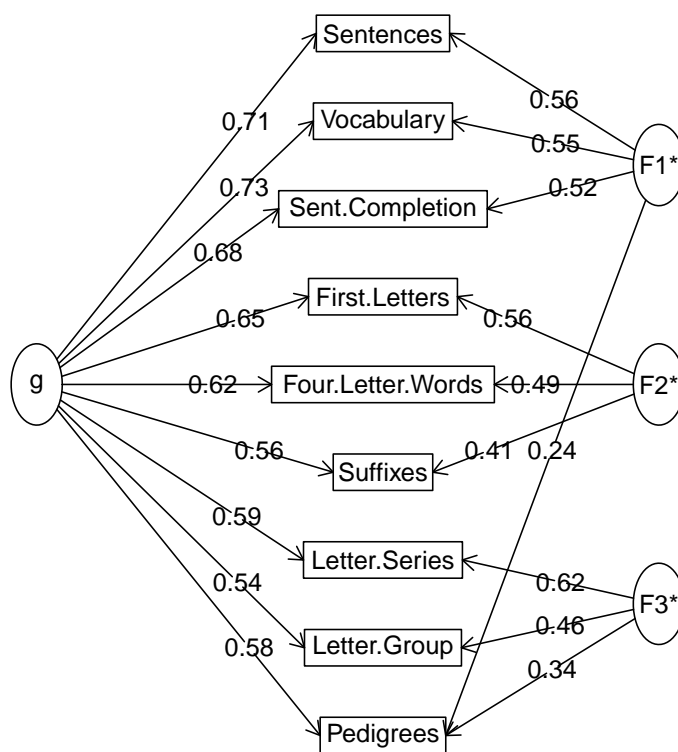 Sentences
0.56
0.71
Vocabulary
0.55
F1*
0.73
Sent.Completion
0.52
0.68
First.Letters
0.65
0.56
g
0.62
Four.Letter.Words
0.49
F2*
0.56
Suffixes
0.41
0.24
0.59
Letter.Series
0.62
0.54
F3*
0.46
0.58
Letter.Group
0.34
Pedigrees